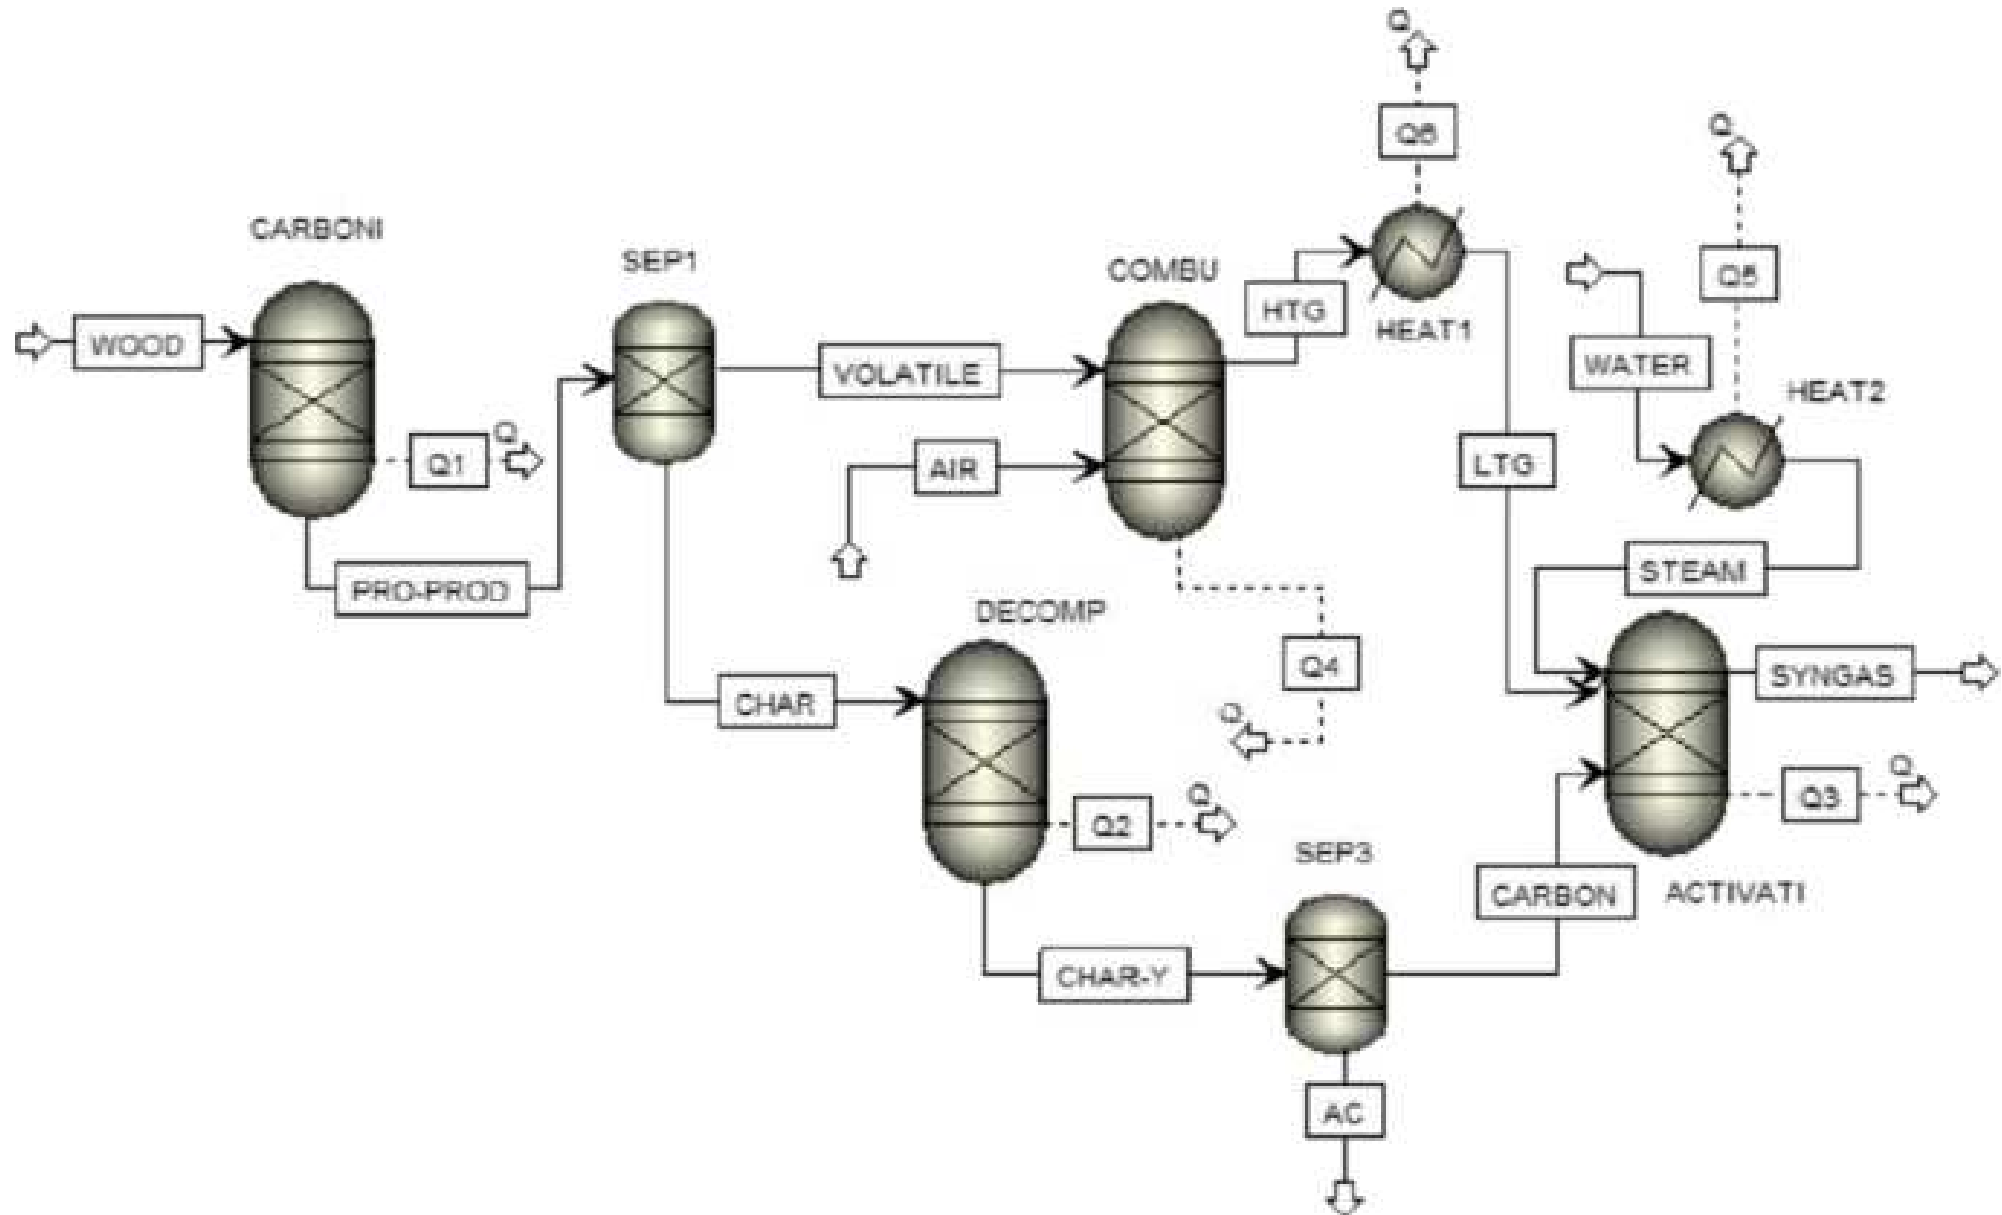 Q
Q6
Q
CARBONI
SEP1
COMBU
Q5
HTG
HEAT1
WOOD
WATER
VOLATILE
HEAT2
Q
Q1
AIR
LTG
PRO-PROD
STEAM
DECOMP
Q4
SYNGAS
CHAR
Q
Q
Q3
Q
Q2
SEP3
CARBON
ACTIVATI
CHAR-Y
AC